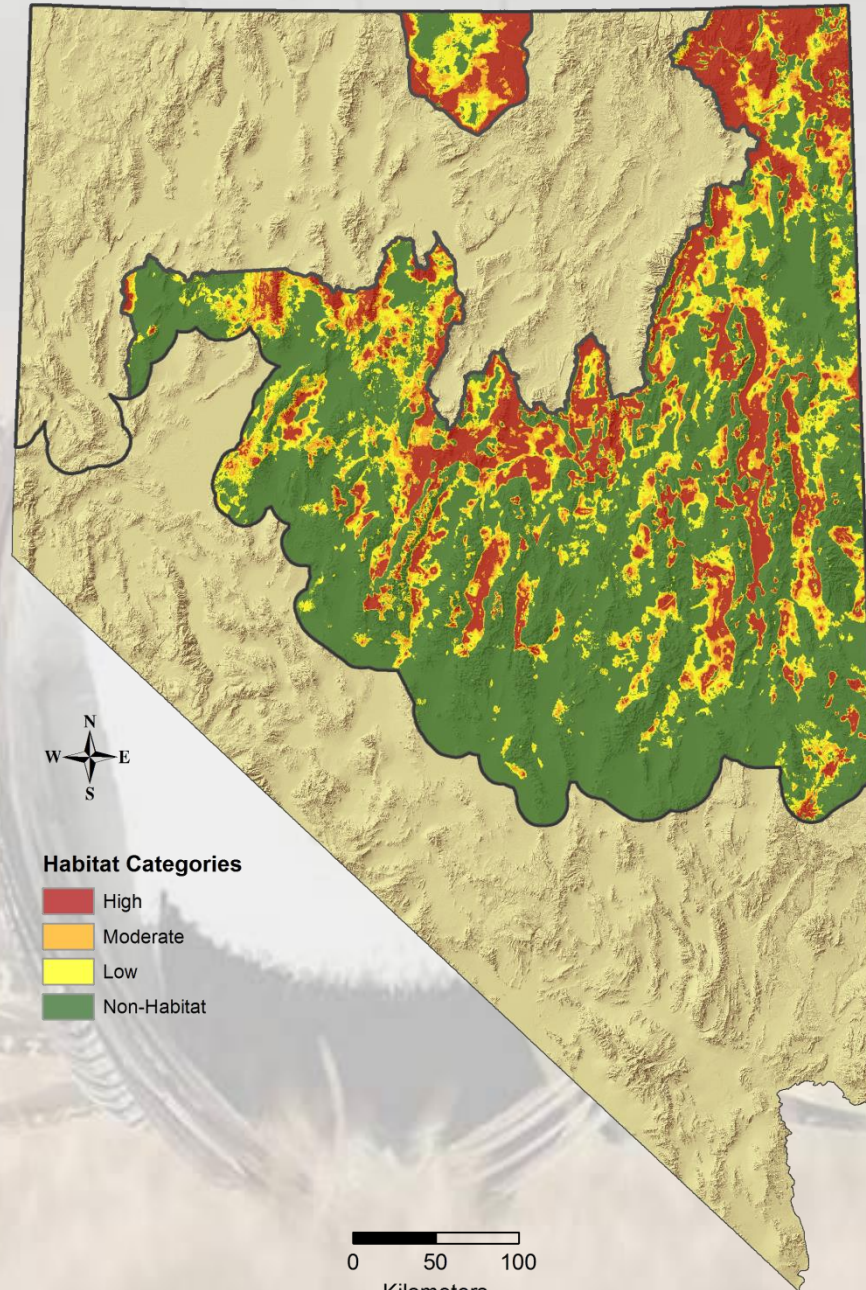 N
W E
S
Habitat Categories
High
Moderate
Low
Non-Habitat
0 50 100
Kilometers